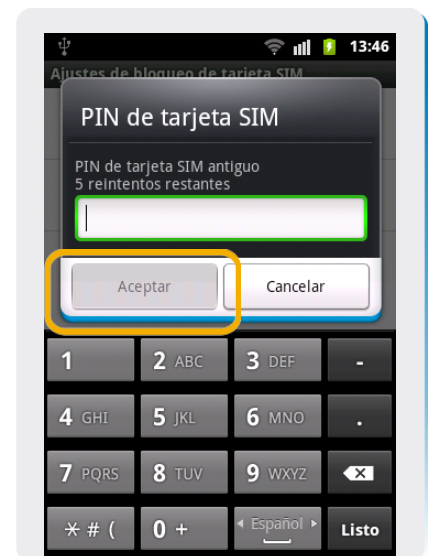 13:46
Ajustes de bloqueo de tarjeta SIM
PIN de tarjeta SIM
PIN de tarjeta SIM antiguo
5 reintentos restantes
Aceptar Cancelar
1 2 ABC 3 DEF -
4 GHI 5 JKL 6 MNO .
7 PQRS 8 TUV 9 WXYZ
* # ( 0 + Español Listo